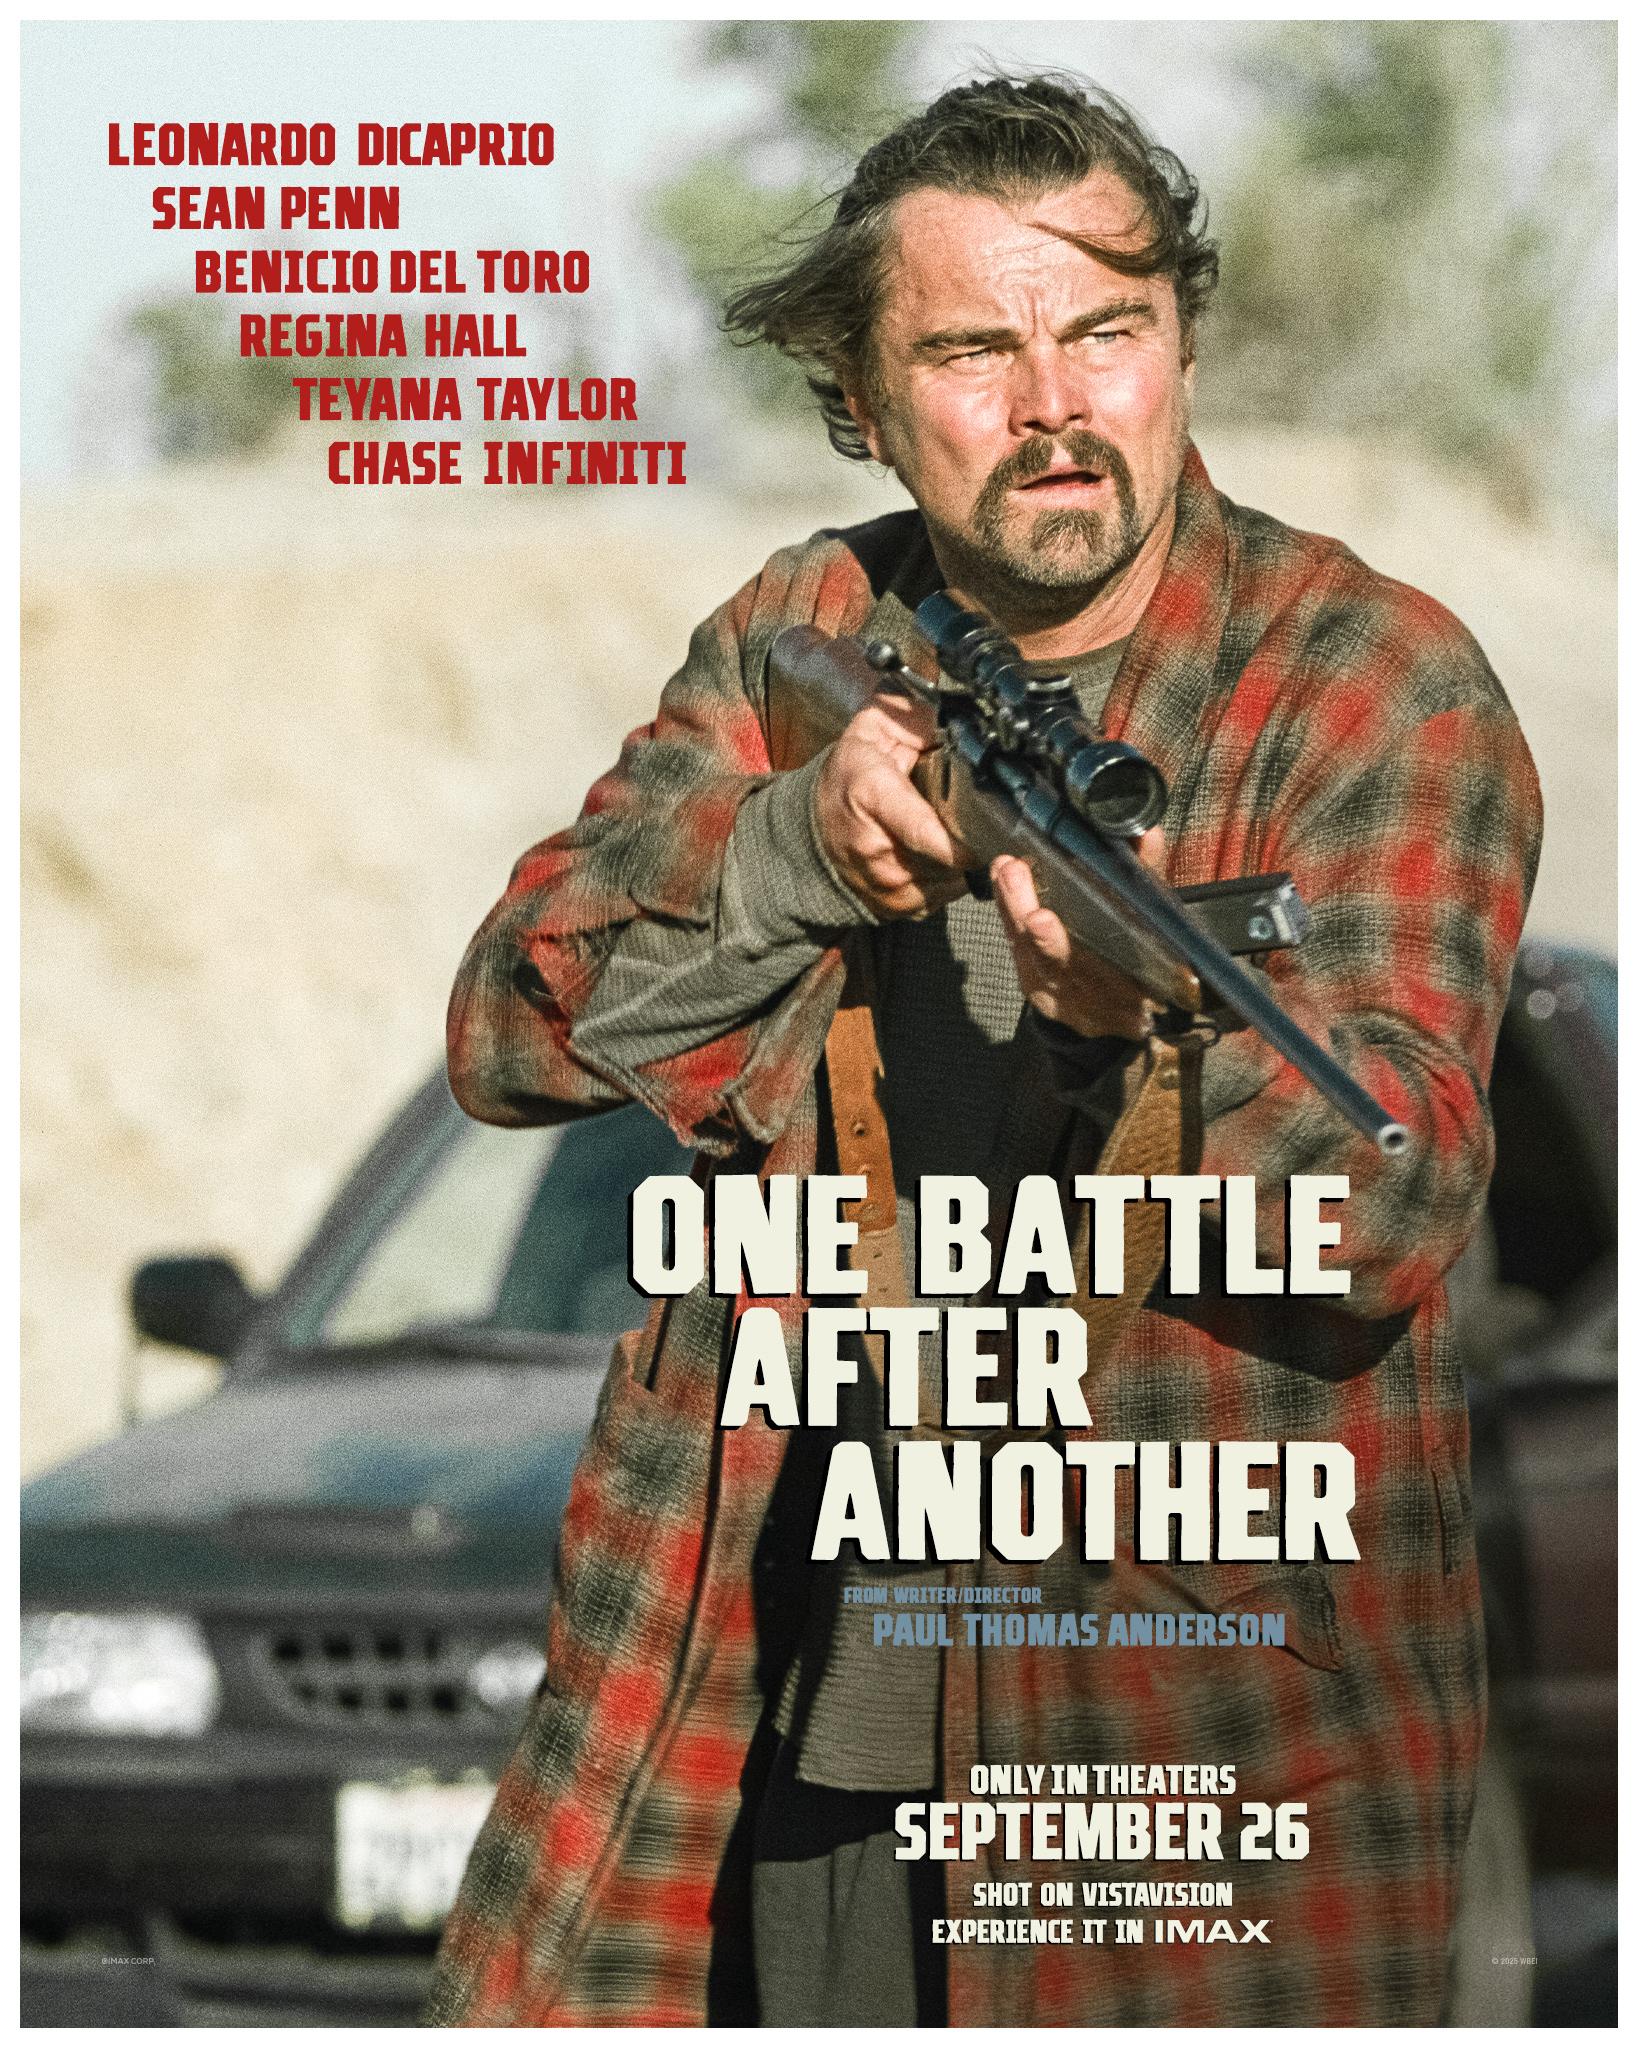 LEONARDO DiCAPRIO
SEAN PENN
BENICIO DEL TORO
REGINA HALL
TEYANA TAYLOR
CHASE INFINITI
ONE BATTLE
AFTER
ANOTHER
FROM WRITER/DIRECTOR
PAUL THOMAS ANDERSON
ONLY IN THEATERS
SEPTEMBER 26
SHOT ON VISTAVISION
EXPERIENCE IT IN IMAX
©IMAX CORP.
© 2025 WBEI